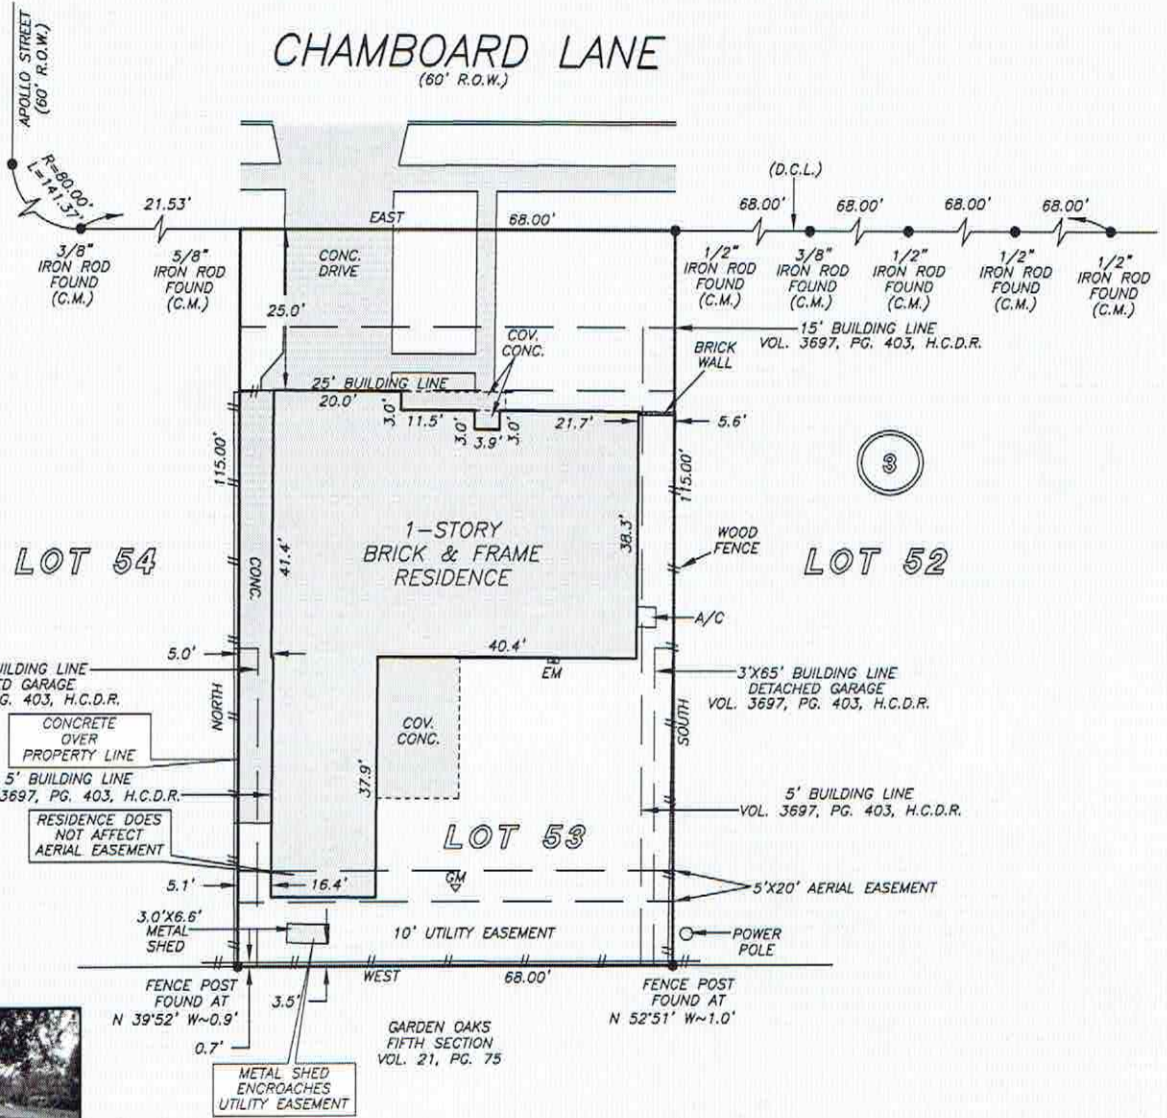 CHAMBOARD LANE
(60' R.O.W.)
APOLLO STREET
(60' R.O.W.)
R=80.00'
L=141.37'
21.53'
EAST
68.00'
(D.C.L.)
68.00'
68.00'
68.00'
68.00'
3/8"
IRON ROD
FOUND
(C.M.)
5/8"
IRON ROD
FOUND
(C.M.)
CONC.
DRIVE
1/2"
IRON ROD
FOUND
(C.M.)
3/8"
IRON ROD
FOUND
(C.M.)
1/2"
IRON ROD
FOUND
(C.M.)
1/2"
IRON ROD
FOUND
(C.M.)
1/2"
IRON ROD
FOUND
(C.M.)
25.0'
COV.
CONC.
15' BUILDING LINE
VOL. 3697, PG. 403, H.C.D.R.
BRICK
WALL
25' BUILDING LINE
20.0'
3.0'
11.5'
3.0'
3.9'
3.0'
21.7'
5.6'
115.00'
115.00'
3
1-STORY
BRICK & FRAME
RESIDENCE
38.3'
41.4'
CONC.
WOOD
FENCE
LOT 54
LOT 52
A/C
5.0'
40.4'
EM
UILDING LINE
ED GARAGE
G. 403, H.C.D.R.
3'X65' BUILDING LINE
DETACHED GARAGE
VOL. 3697, PG. 403, H.C.D.R.
NORTH
SOUTH
CONCRETE
OVER
PROPERTY LINE
COV.
CONC.
37.9'
5' BUILDING LINE
3697, PG. 403, H.C.D.R.
5' BUILDING LINE
VOL. 3697, PG. 403, H.C.D.R.
RESIDENCE DOES
NOT AFFECT
AERIAL EASEMENT
LOT 53
GM
5.1'
16.4'
5'X20' AERIAL EASEMENT
3.0'X6.6'
METAL
SHED
10' UTILITY EASEMENT
POWER
POLE
WEST
68.00'
FENCE POST
FOUND AT
N 39°52' W~0.9'
3.5'
FENCE POST
FOUND AT
N 52°51' W~1.0'
0.7'
GARDEN OAKS
FIFTH SECTION
VOL. 21, PG. 75
METAL SHED
ENCROACHES
UTILITY EASEMENT